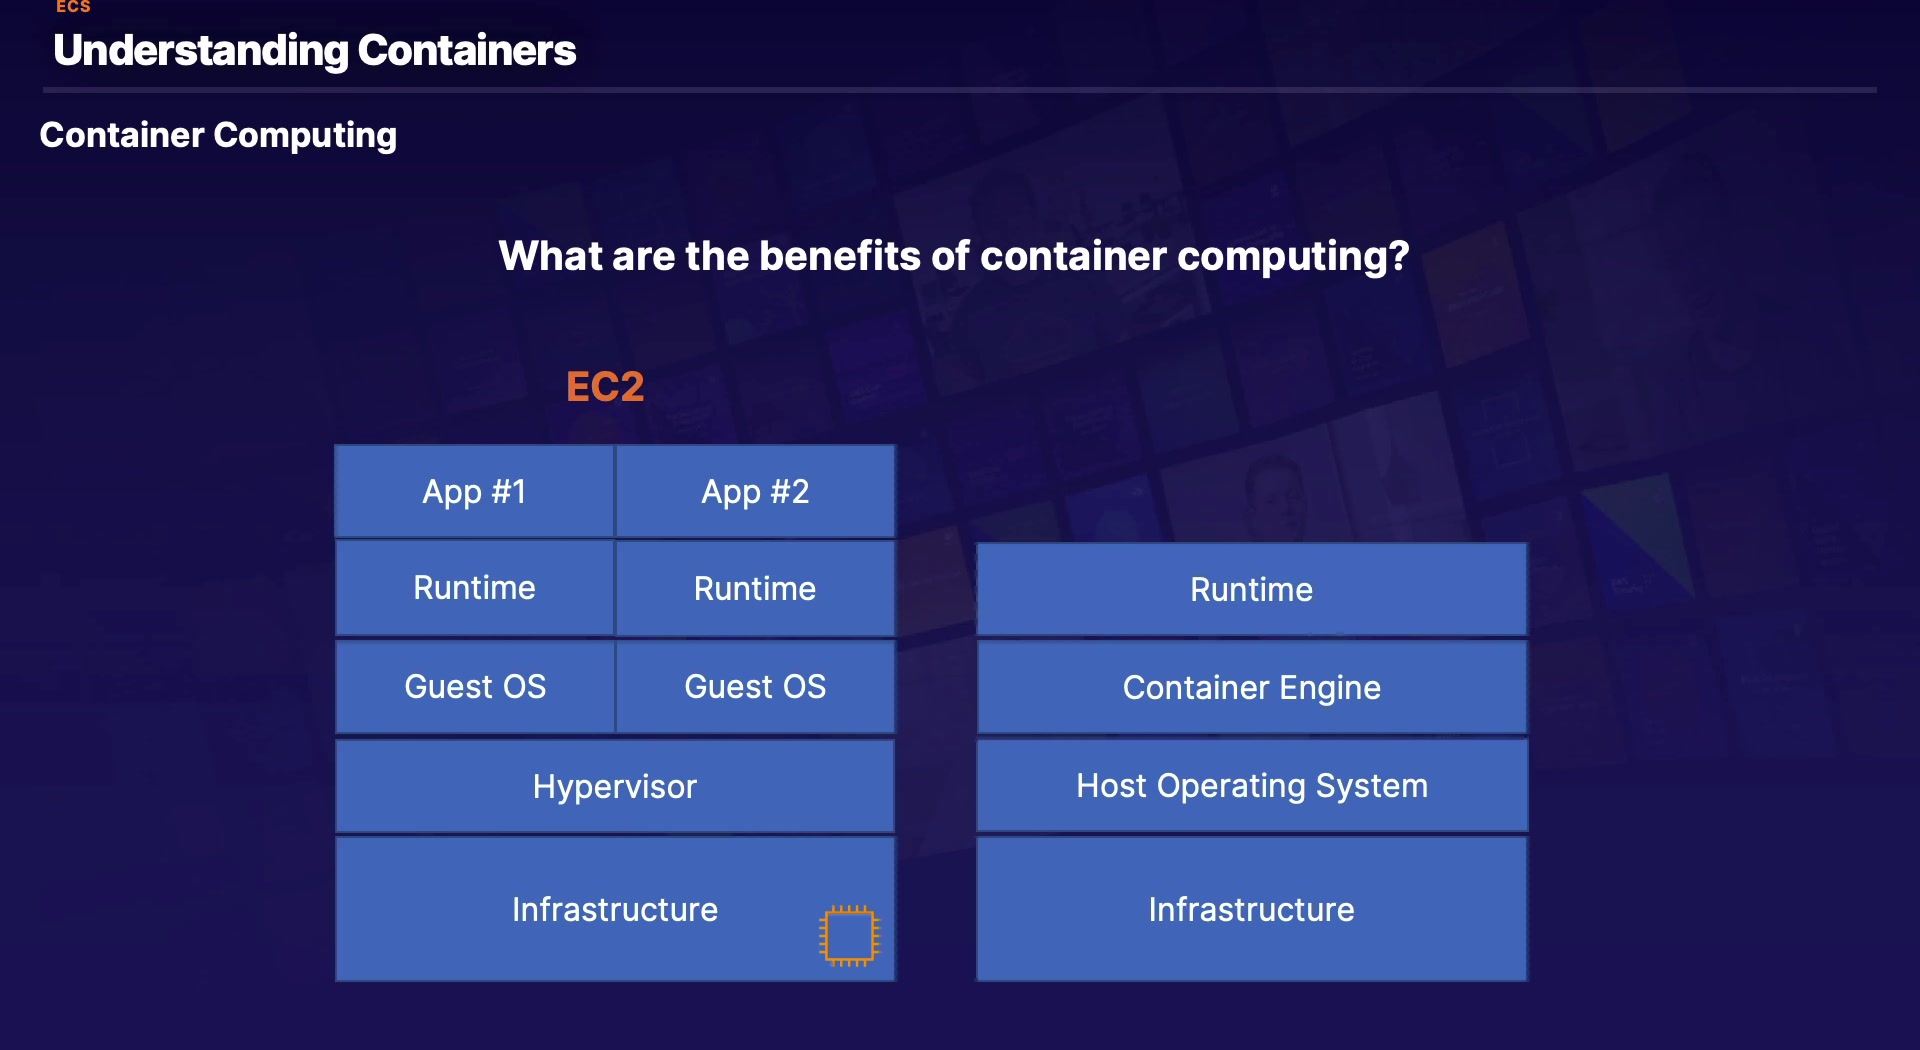 ECS
Understanding Containers
Container Computing
What are the benefits of container computing?
EC2
App #1
App #2
Runtime
Runtime
Guest OS
Guest OS
Hypervisor
Infrastructure
Runtime
Container Engine
Host Operating System
Infrastructure